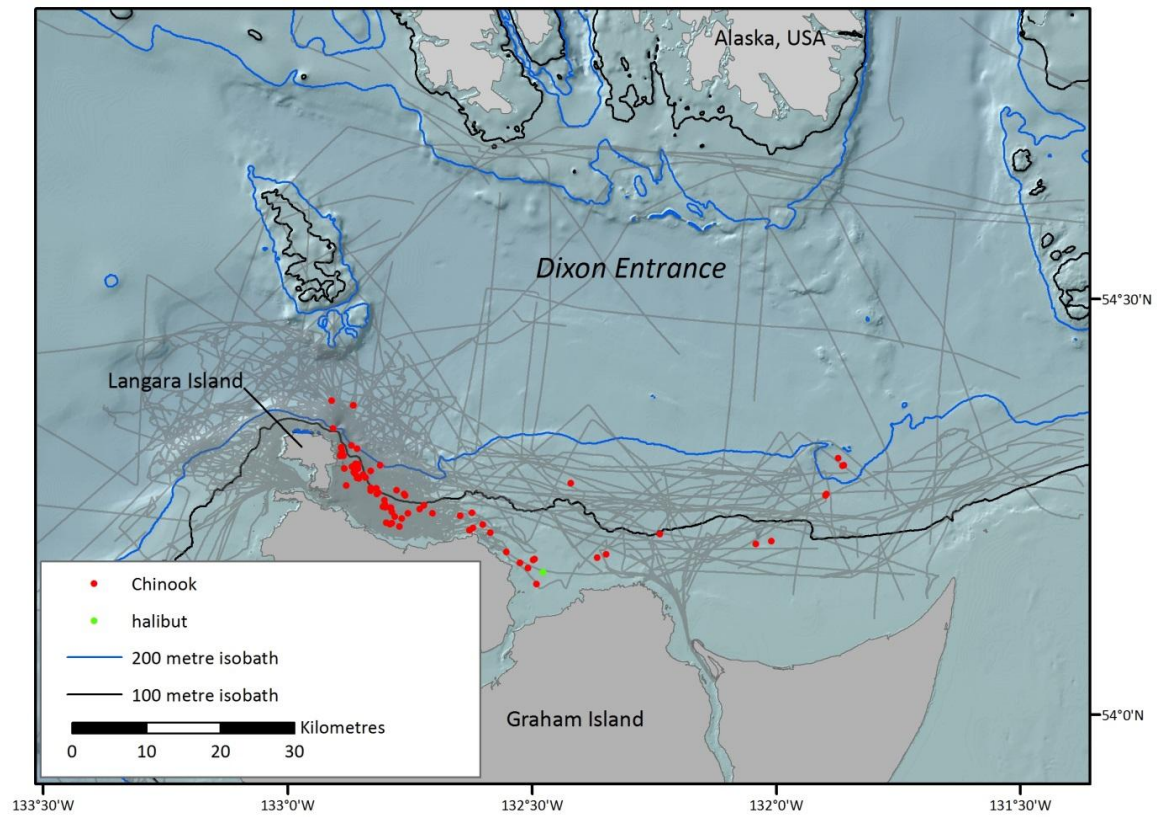 Alaska, USA
Dixon Entrance
54°30'N
Langara Island
Chinook
halibut
200 metre isobath
100 metre isobath
Kilometres
0 10 20 30
Graham Island
54°0'N
133°30'W 133°0'W 132°30'W 132°0'W 131°30'W